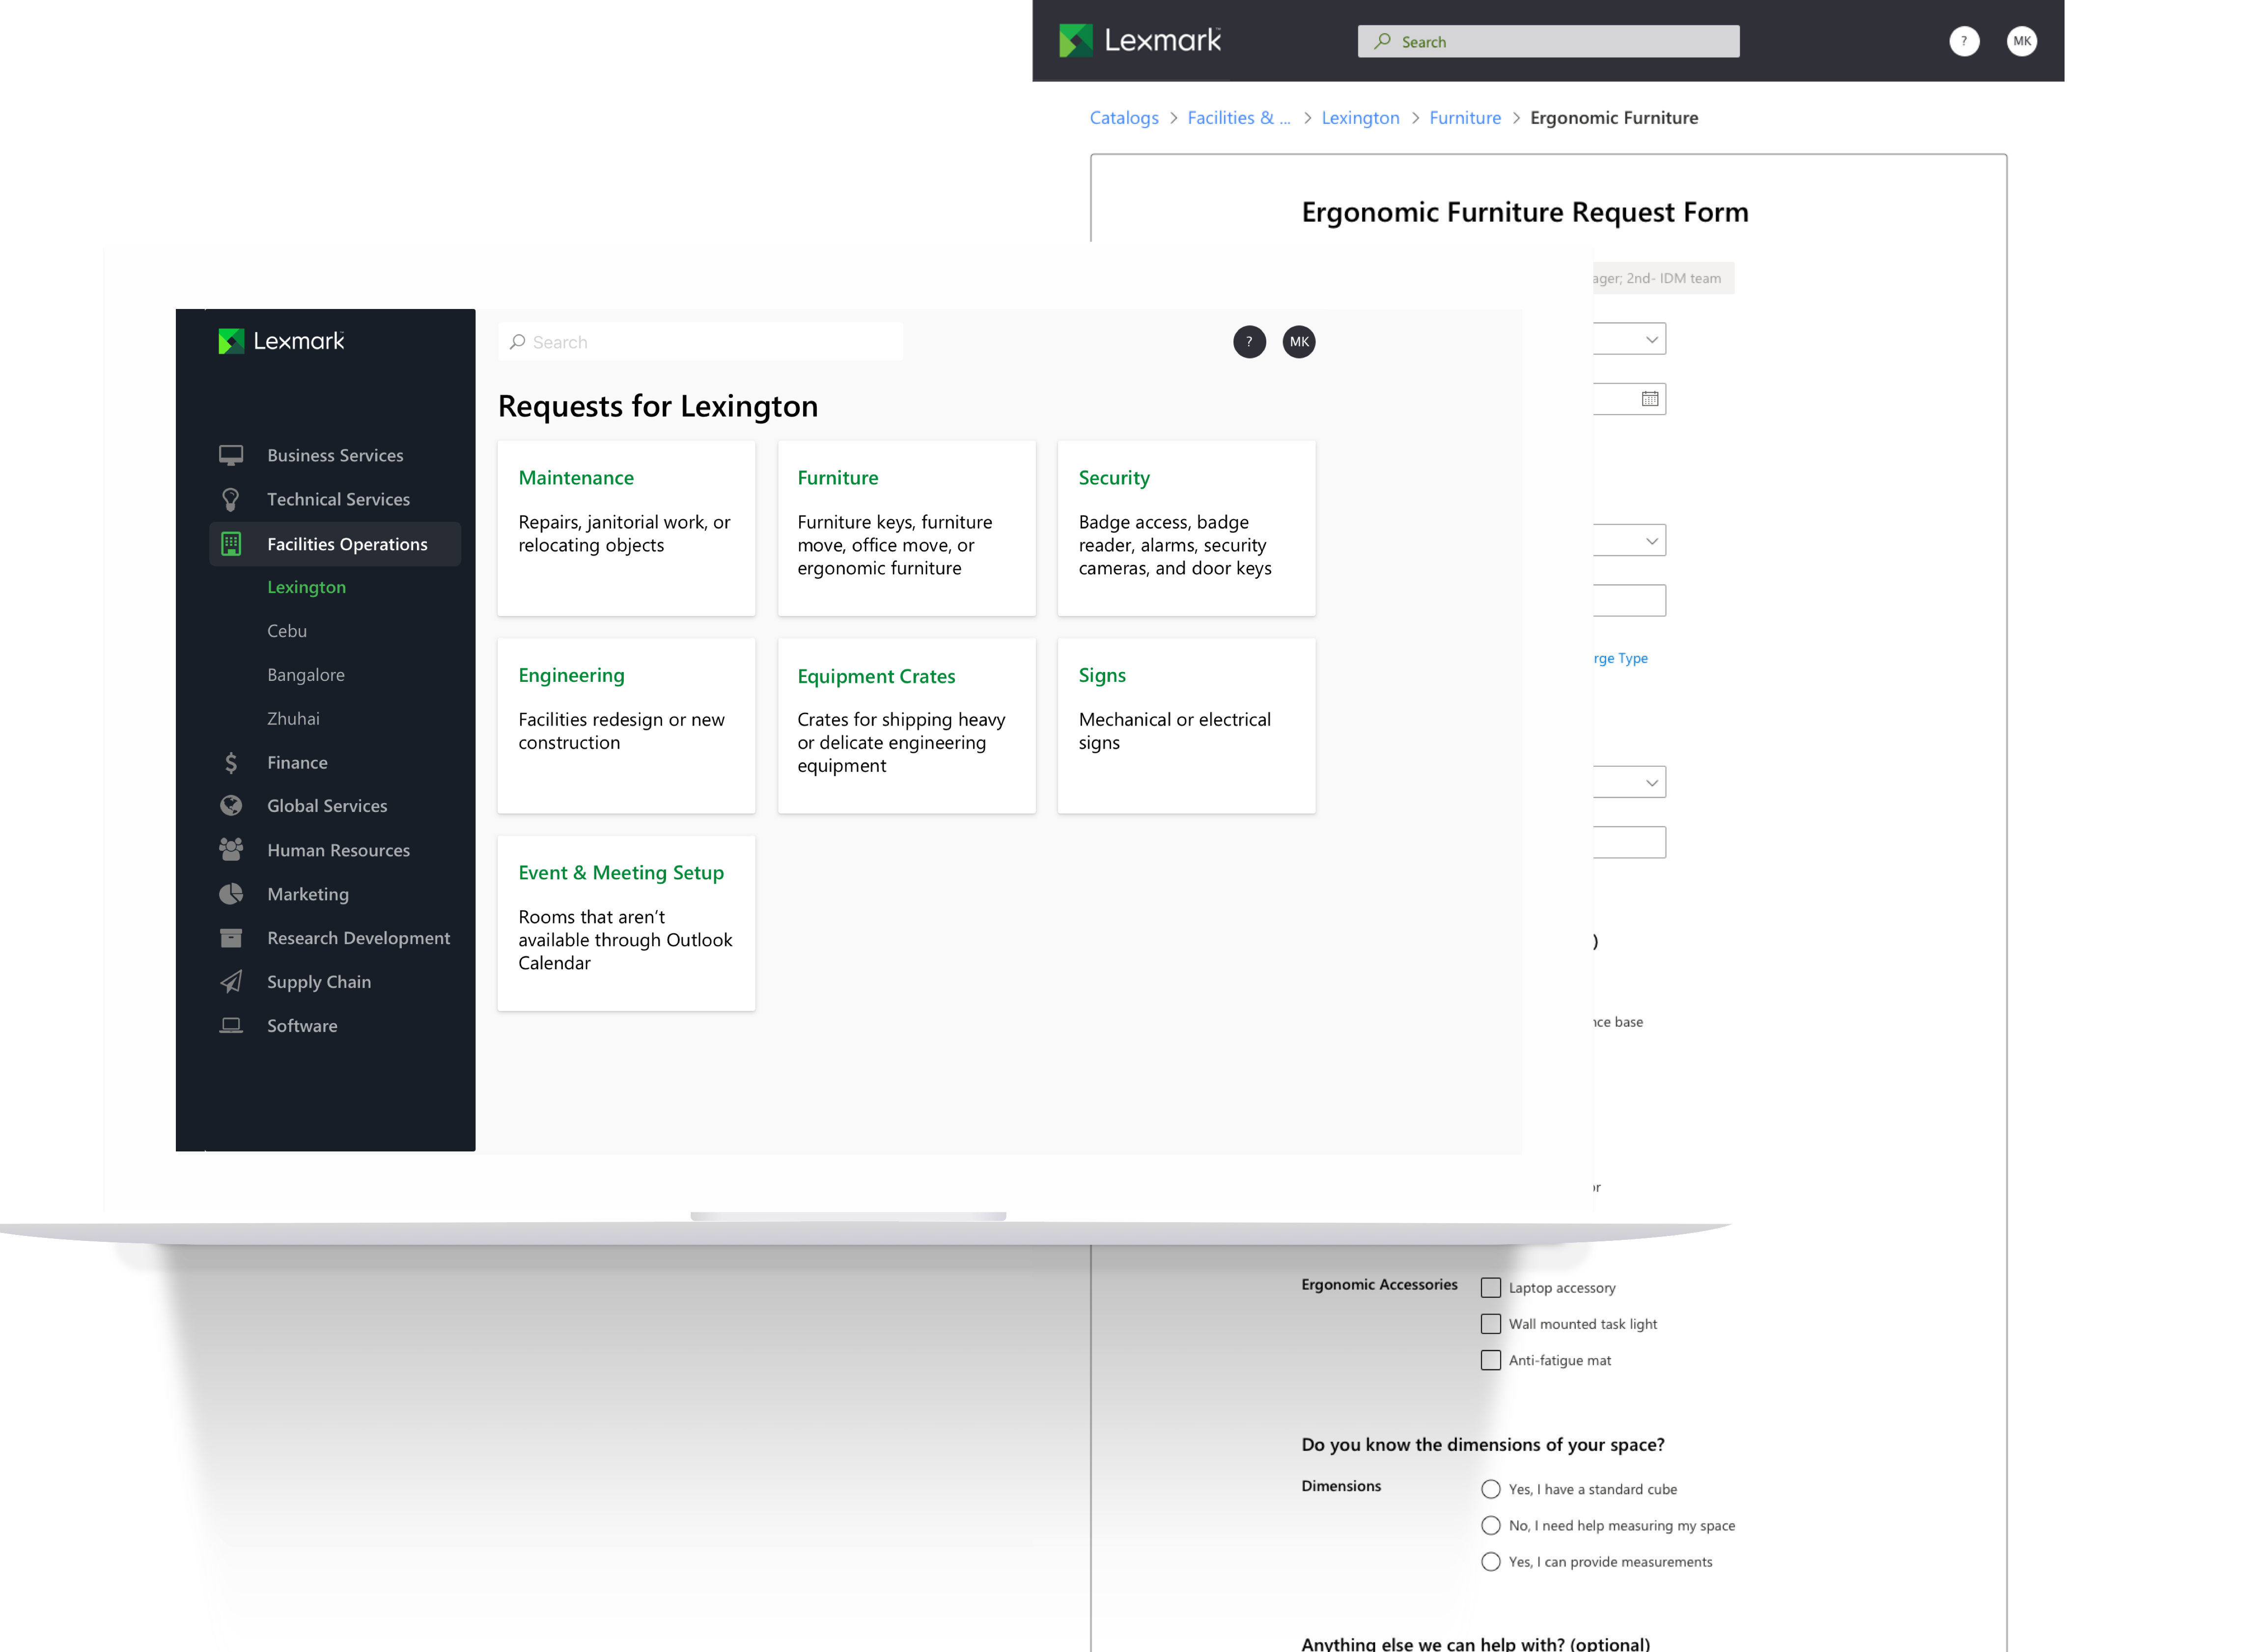 Lexmark
Search
?
MK
Catalogs > Facilities & ... > Lexington > Furniture > Ergonomic Furniture
Ergonomic Furniture Request Form
2nd- IDM team
Type
)
base
Ergonomic Accessories
Laptop accessory
Wall mounted task light
Anti-fatigue mat
Do you know the dimensions of your space?
Dimensions
Yes, I have a standard cube
No, I need help measuring my space
Yes, I can provide measurements
Anything else we can help with? (optional)
Lexmark
Business Services
Technical Services
Facilities Operations
Lexington
Cebu
Bangalore
Zhuhai
Finance
Global Services
Human Resources
Marketing
Research Development
Supply Chain
Software
Search
?
MK
Requests for Lexington
Maintenance
Repairs, janitorial work, or
relocating objects
Furniture
Furniture keys, furniture
move, office move, or
ergonomic furniture
Security
Badge access, badge
reader, alarms, security
cameras, and door keys
Engineering
Facilities redesign or new
construction
Equipment Crates
Crates for shipping heavy
or delicate engineering
equipment
Signs
Mechanical or electrical
signs
Event & Meeting Setup
Rooms that aren’t
available through Outlook
Calendar